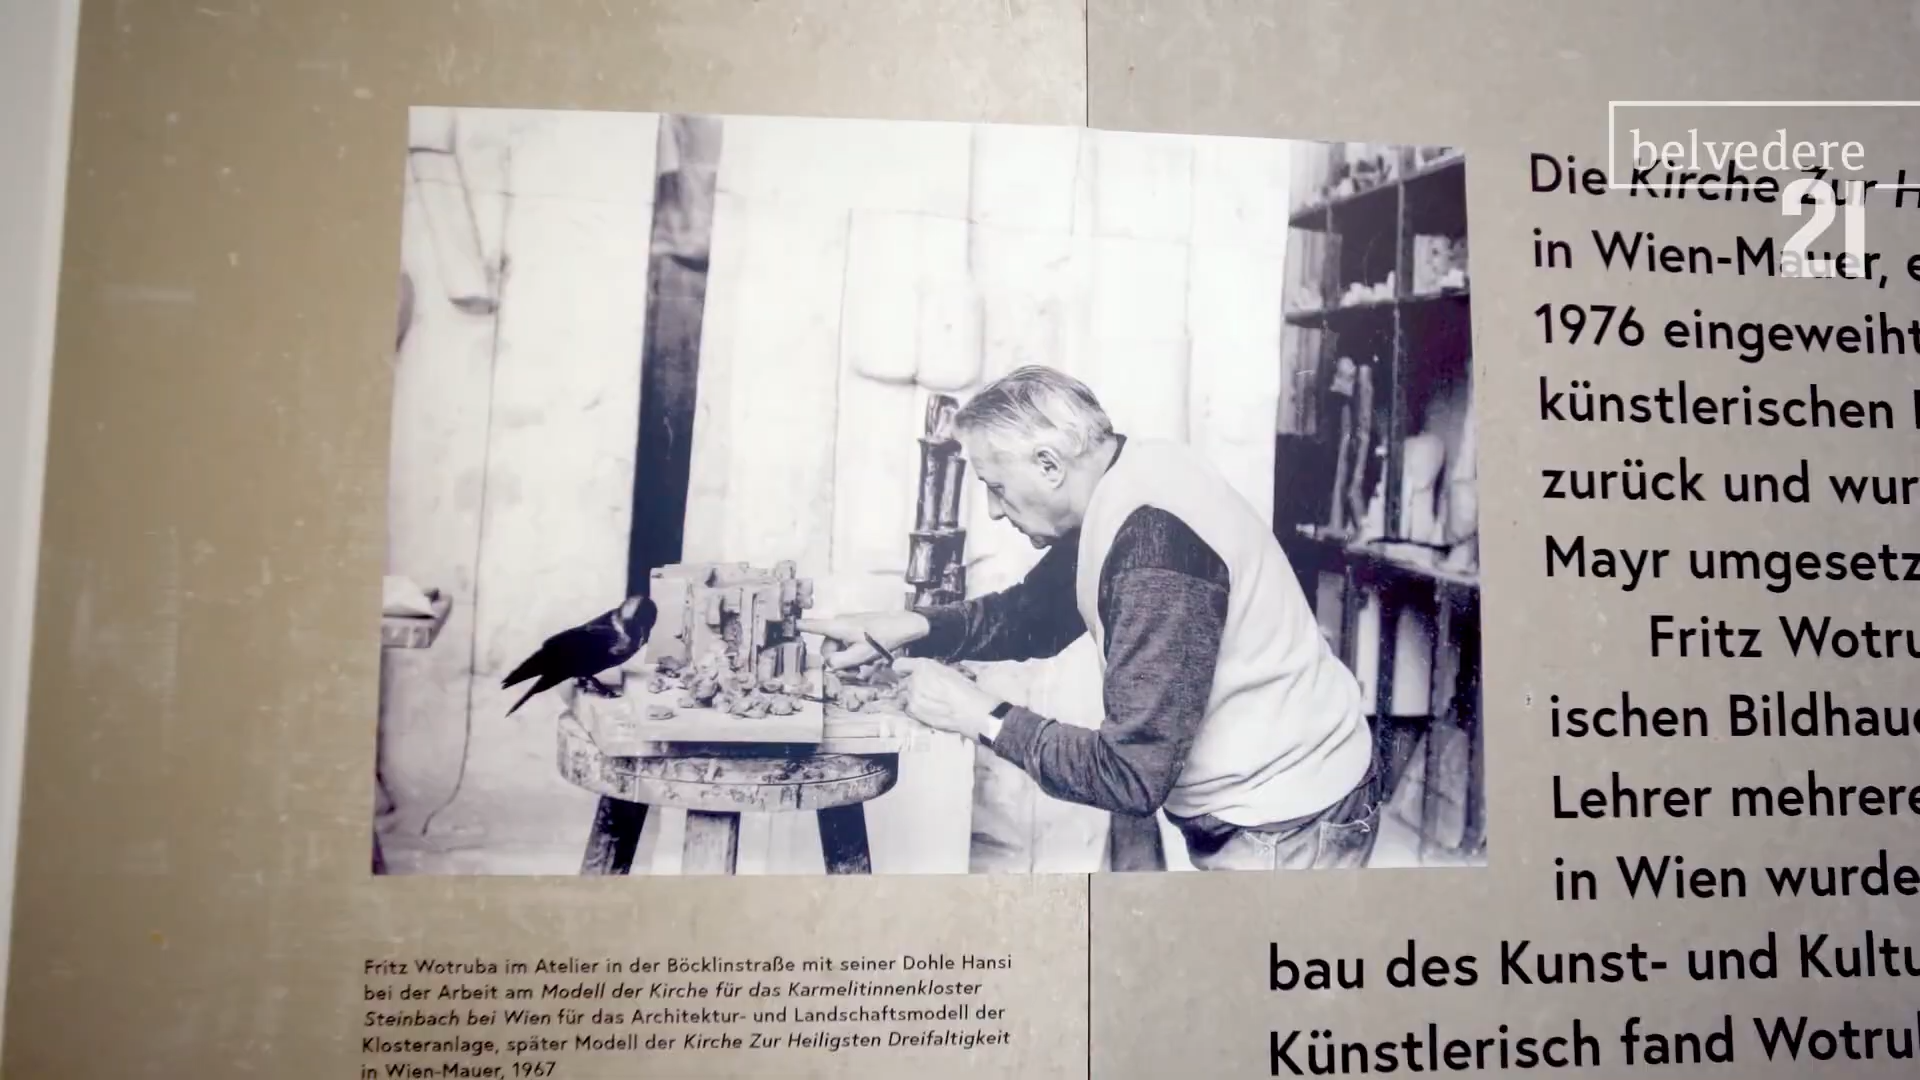 belvedere
21
Die Kirche Zur H
in Wien-Mauer, e
1976 eingeweiht
künstlerischen
zurück und wur
Mayr umgesetz
Fritz Wotru
ischen Bildhaue
Lehrer mehrere
in Wien wurde
bau des Kunst- und Kultu
Künstlerisch fand Wotru
Fritz Wotruba im Atelier in der Böcklinstraße mit seiner Dohle Hansi
bei der Arbeit am Modell der Kirche für das Karmelitinnenkloster
Steinbach bei Wien für das Architektur- und Landschaftsmodell der
Klosteranlage, später Modell der Kirche Zur Heiligsten Dreifaltigkeit
in Wien-Mauer, 1967